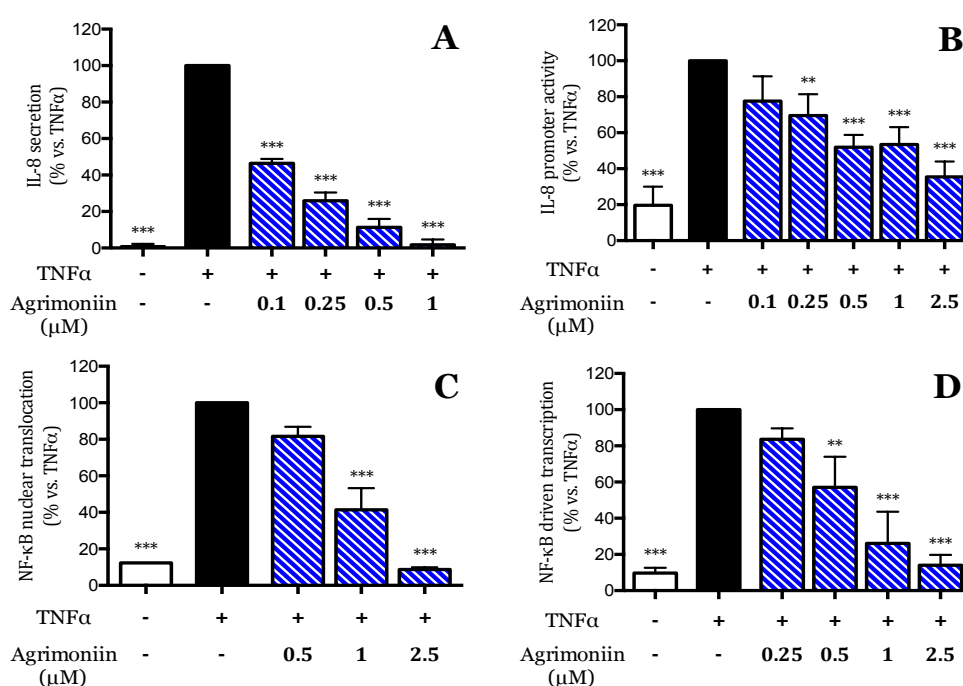 A
IL-8 secretion
(% vs. TNFα)
120
100
80
60
40
20
0
*** *** *** *** ***
TNFα - + + + + +
Agrimoniin - - 0.1 0.25 0.5 1
(μM)
B
IL-8 promoter activity
(% vs.TNFα)
120
100
80
60
40
20
0
*** ** *** *** ***
TNFα - + + + + + +
Agrimoniin - - 0.1 0.25 0.5 1 2.5
(μM)
C
NF-κB nuclear translocation
(% vs. TNFα)
120
100
80
60
40
20
0
*** *** ***
TNFα - + + + +
Agrimoniin - - 0.5 1 2.5
(μM)
D
NF-κB driven transcription
(% vs. TNFα)
120
100
80
60
40
20
0
*** ** *** ***
TNFα - + + + + +
Agrimoniin - - 0.25 0.5 1 2.5
(μM)